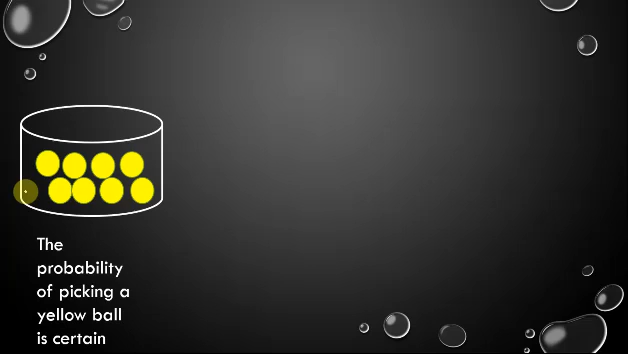 The
probability
of picking a
yellow ball
is certain